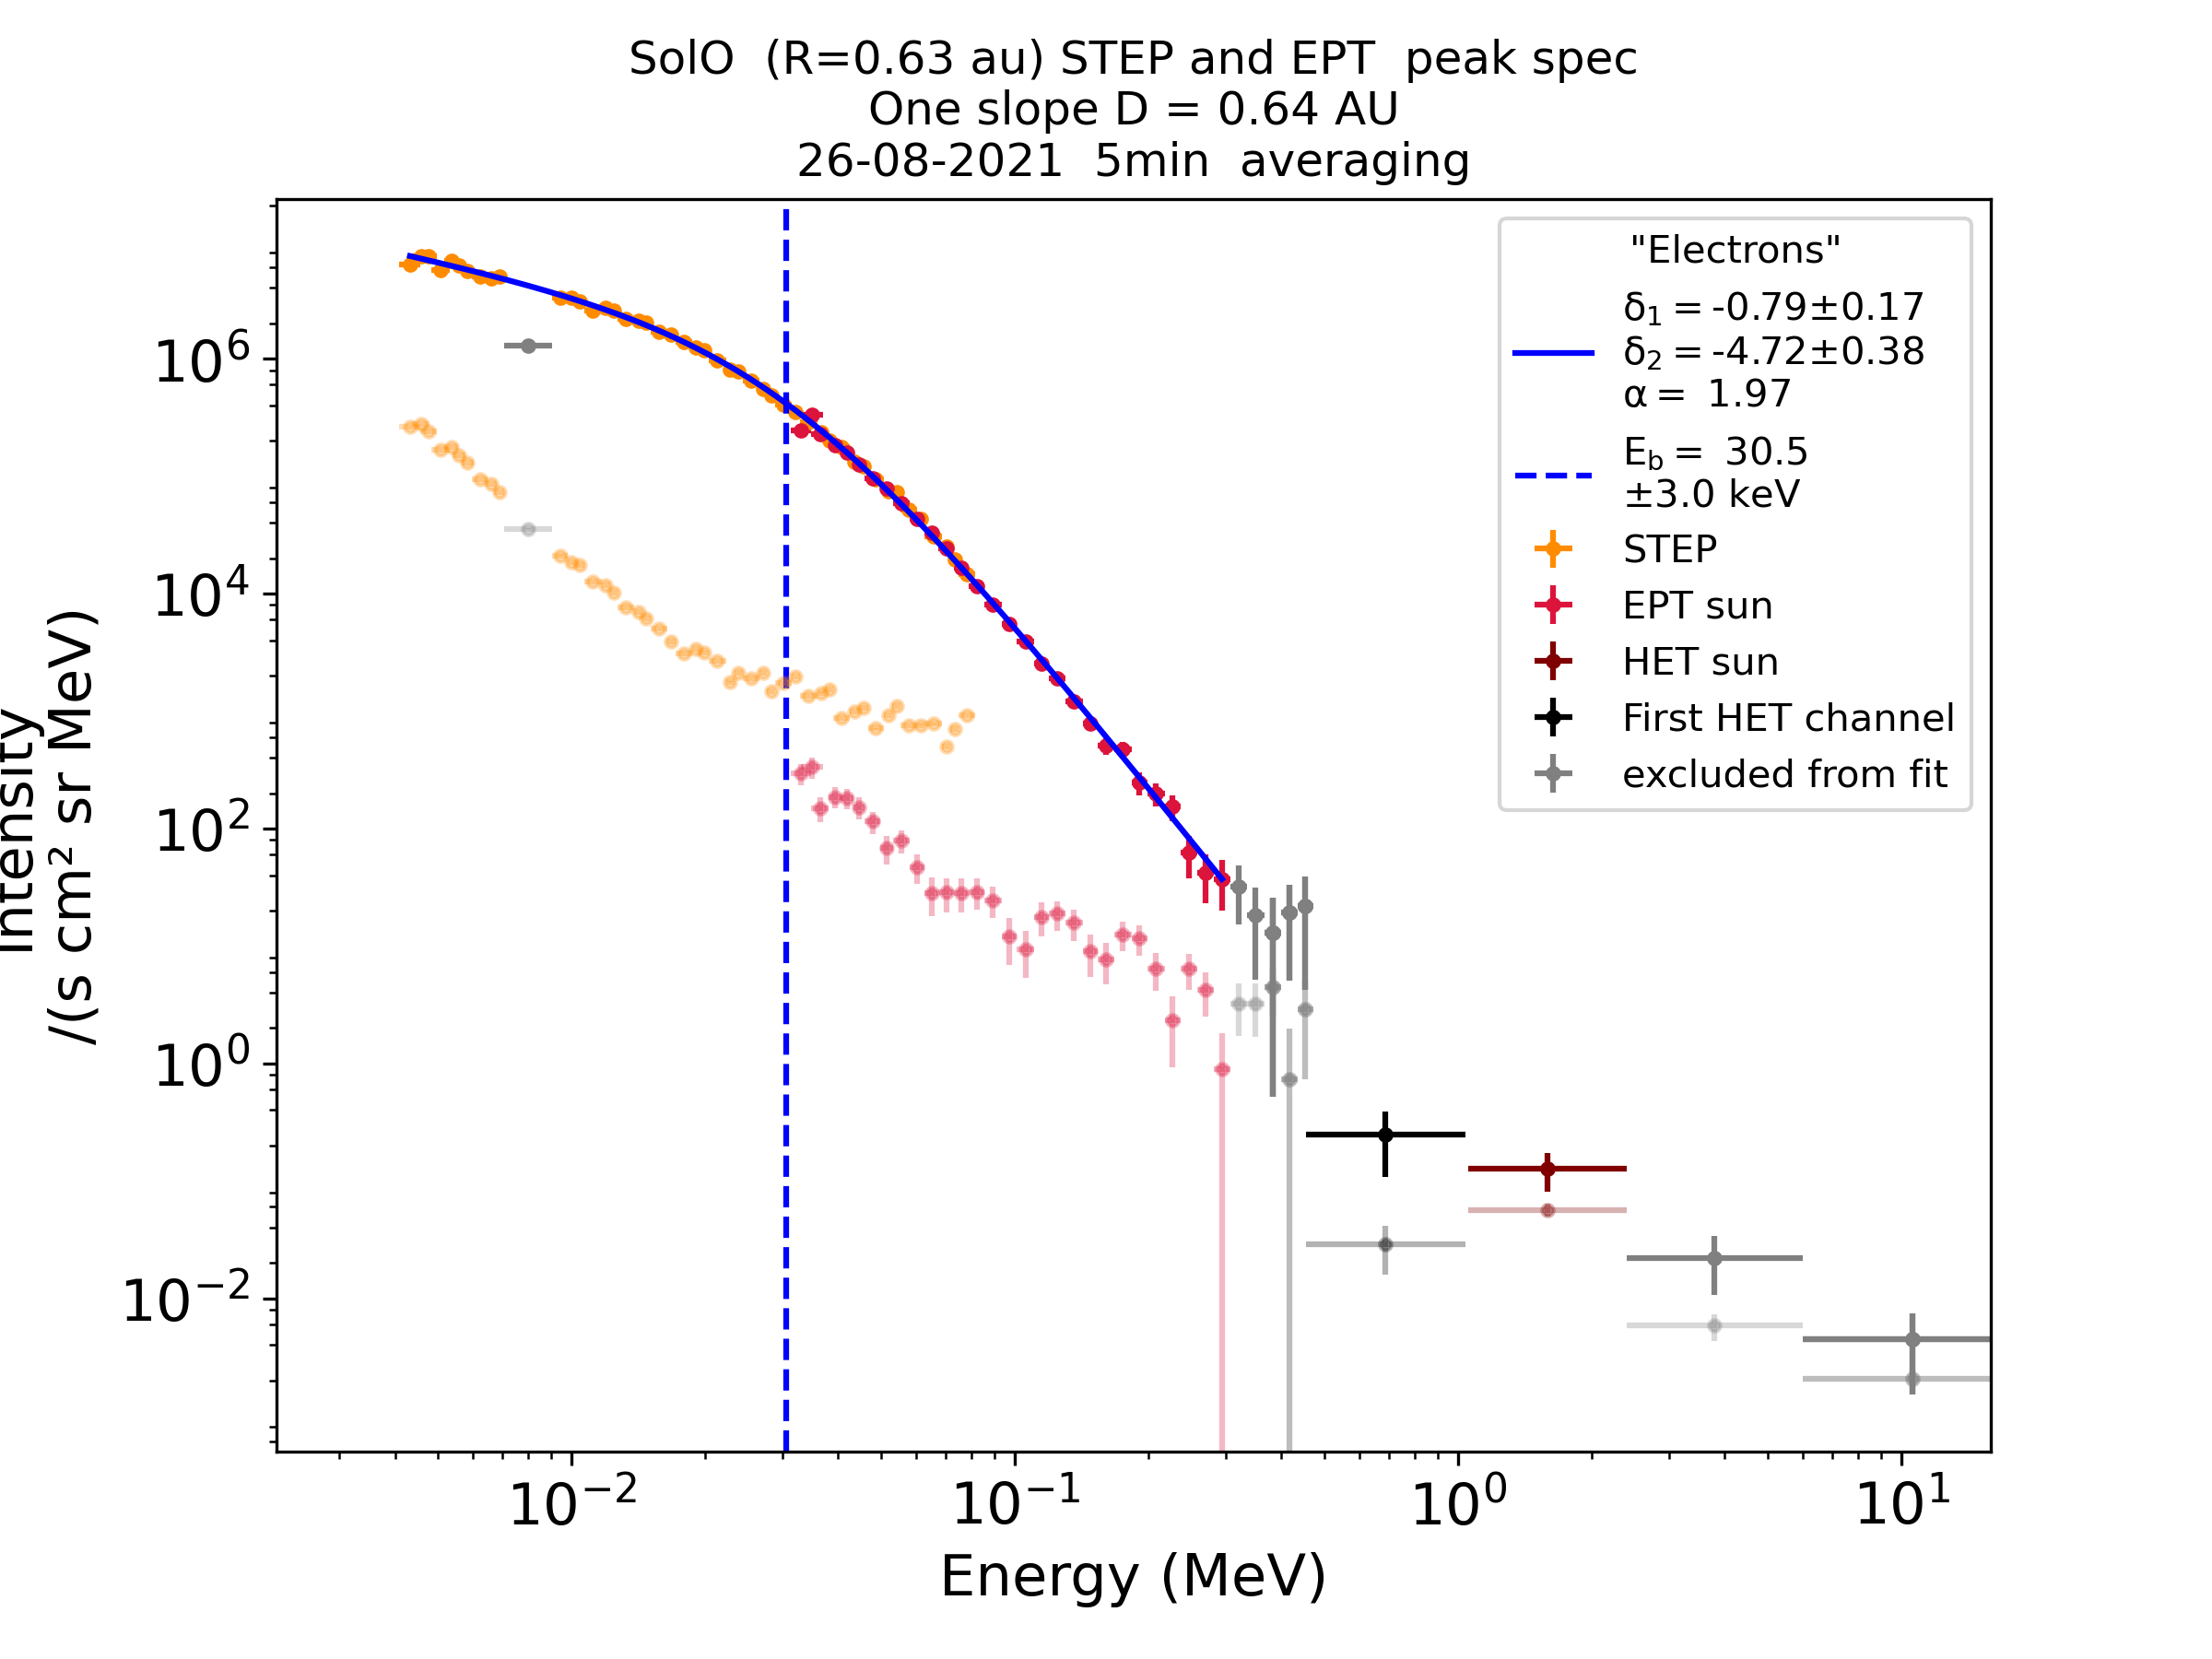 SolO  (R=0.63 au) STEP and EPT  peak spec
One slope D = 0.64 AU
26-08-2021  5min  averaging
Intensity
/(s cm² sr MeV)
10⁶
10⁴
10²
10⁰
10⁻²
"Electrons"
δ₁ = -0.79±0.17
δ₂ = -4.72±0.38
α =  1.97
E_b =  30.5
±3.0 keV
STEP
EPT sun
HET sun
First HET channel
excluded from fit
10⁻²
10⁻¹
10⁰
10¹
Energy (MeV)